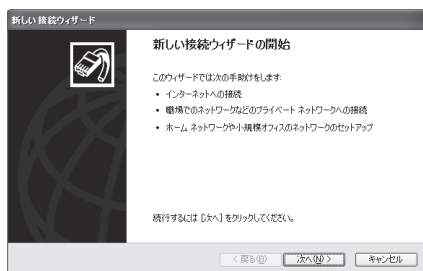 新しい接続ウィザード
新しい接続ウィザードの開始
このウィザードでは次の手助けをします:
• インターネットへの接続
• 職場でのネットワークなどのプライベート ネットワークへの接続
• ホーム ネットワークや小規模オフィスのネットワークのセットアップ
続行するには [次へ] をクリックしてください。
< 戻る(B) 次へ(N) > キャンセル